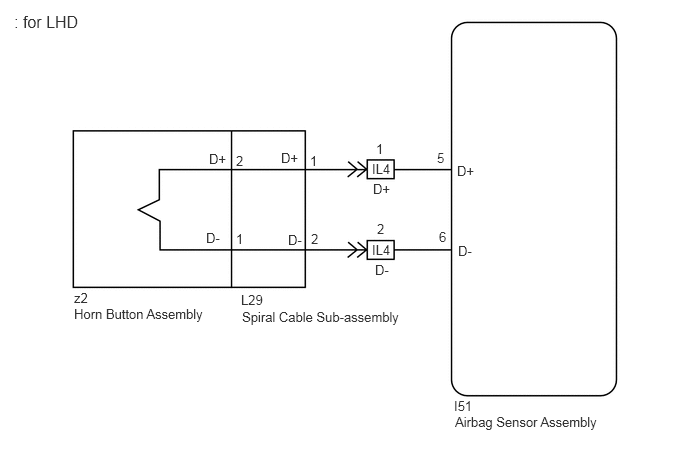 : for LHD
1
D+ 2 D+ 1 IL4 5 D+
D+
2
D- 1 D- 2 IL4 6 D-
D-
z2
Horn Button Assembly
L29
Spiral Cable Sub-assembly
I51
Airbag Sensor Assembly